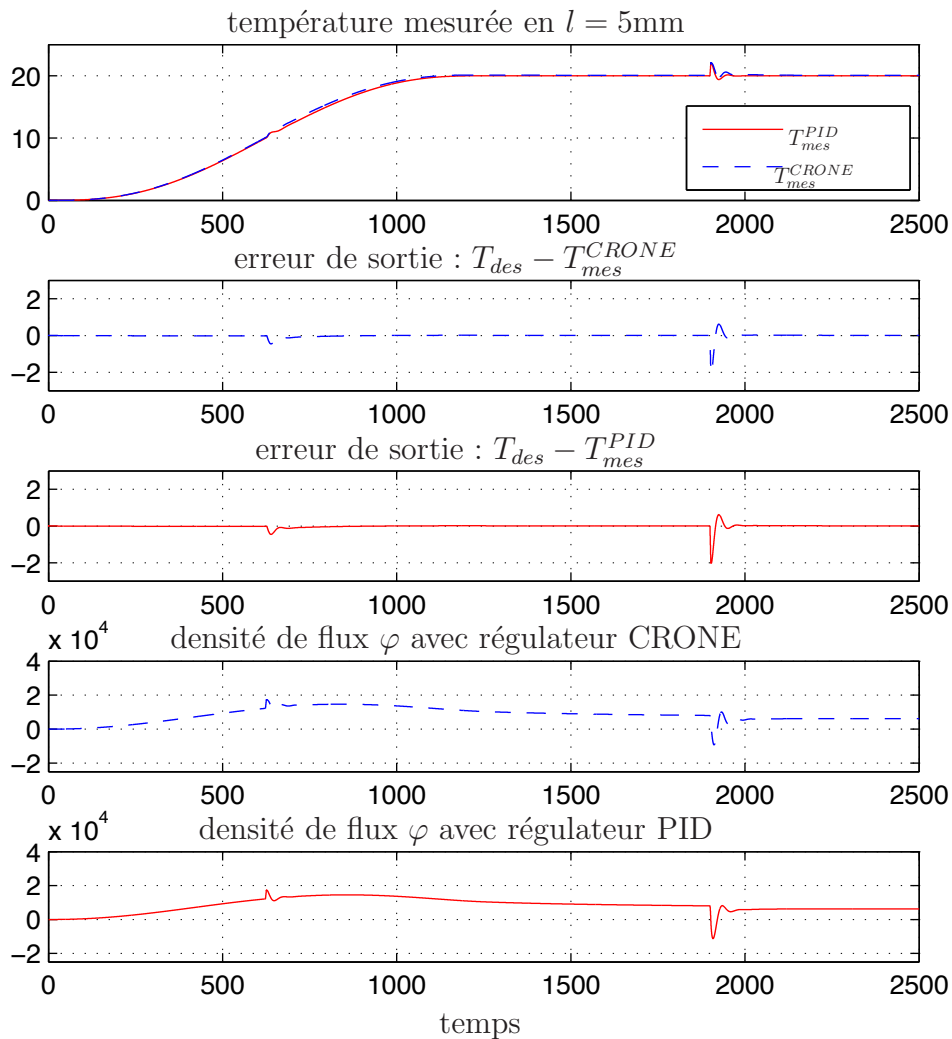 température mesurée en l = 5mm
20
10
0
T_{mes}^{PID}
T_{mes}^{CRONE}
0 500 1000 1500 2000 2500
erreur de sortie : T_{des} − T_{mes}^{CRONE}
2
0
−2
0 500 1000 1500 2000 2500
erreur de sortie : T_{des} − T_{mes}^{PID}
2
0
−2
0 500 1000 1500 2000 2500
x 10^4
densité de flux φ avec régulateur CRONE
4
2
0
−2
0 500 1000 1500 2000 2500
x 10^4
densité de flux φ avec régulateur PID
4
2
0
−2
0 500 1000 1500 2000 2500
temps